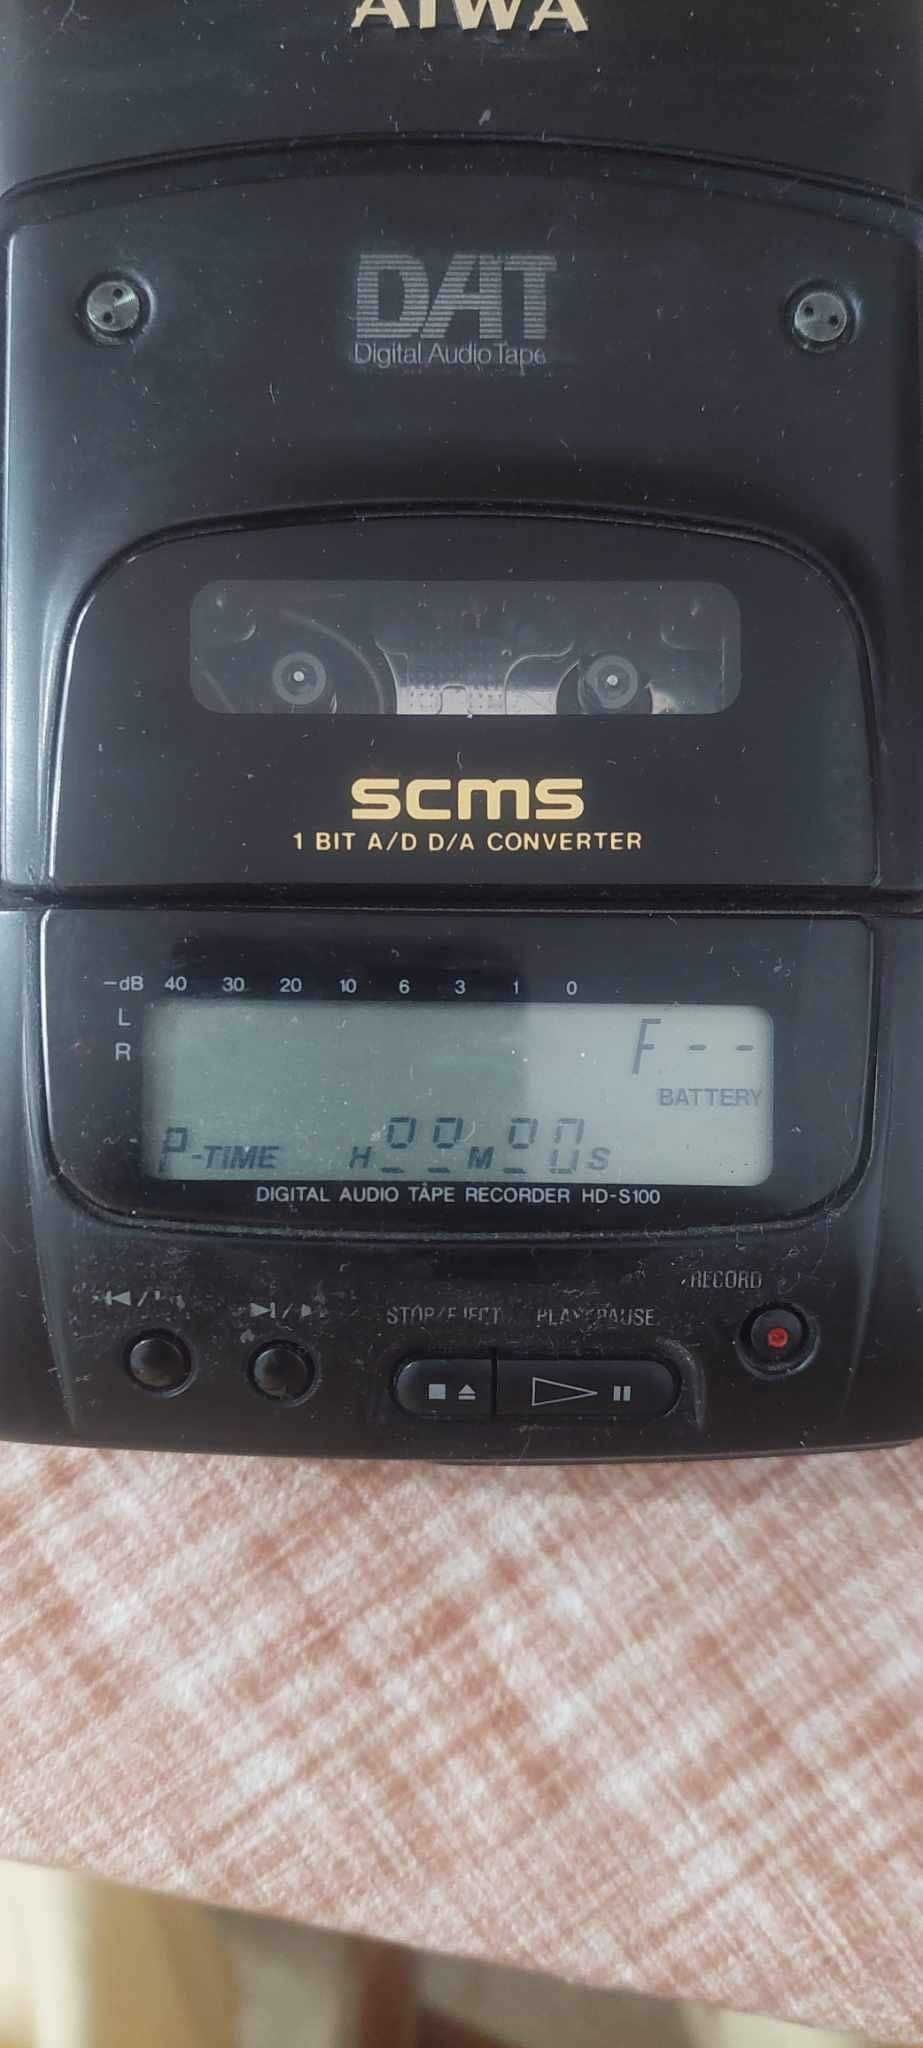 AIWA
DAT
Digital Audio Tape
SCMS
1 BIT A/D D/A CONVERTER
-dB 40 30 20 10 6 3 1 0
L
R
F--
BATTERY
P-TIME H M S
DIGITAL AUDIO TAPE RECORDER HD-S100
RECORD
STOP/EJECT PLAY/PAUSE